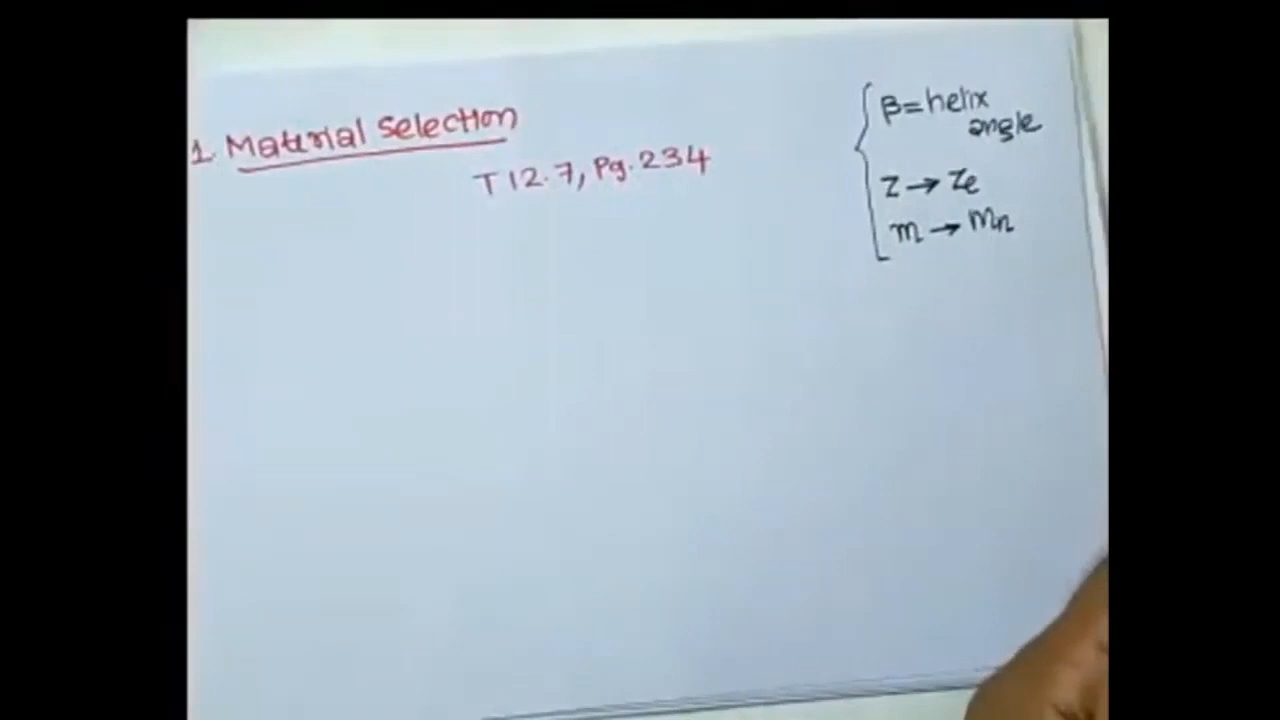 1. Material Selection
T 12.7, Pg. 234
β = helix
angle
z → ze
m → mn